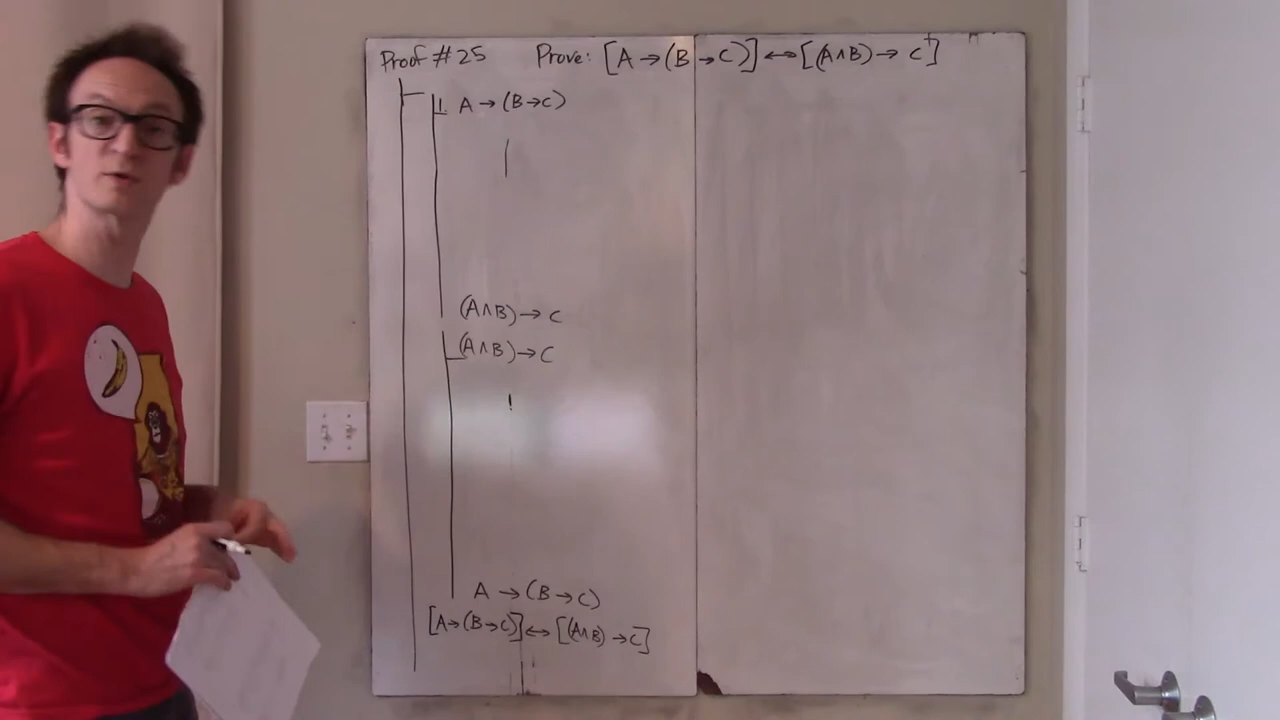 Proof #25 Prove: [A → (B → C)] ↔ [(A ∧ B) → C]
1. A → (B → C)
(A ∧ B) → C
(A ∧ B) → C
A → (B → C)
[A → (B → C)] ↔ [(A ∧ B) → C]